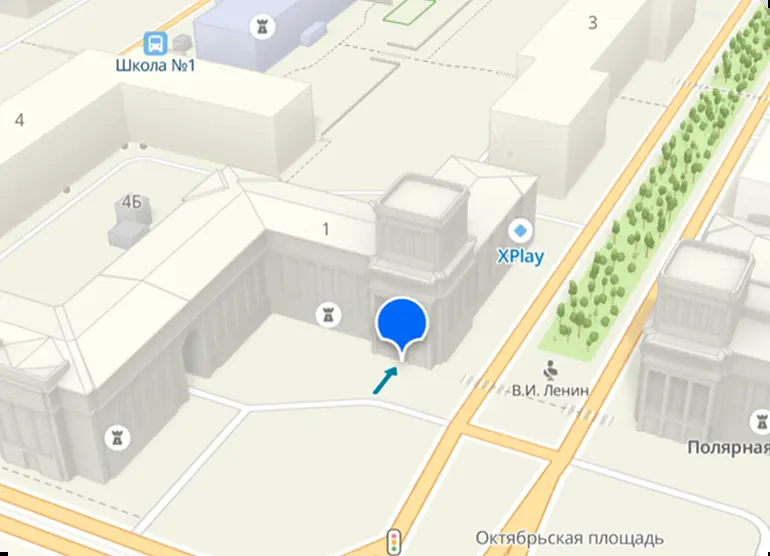 3
Школа №1
4
4Б
1
XPlay
В.И. Ленин
Полярная
Октябрьская площадь